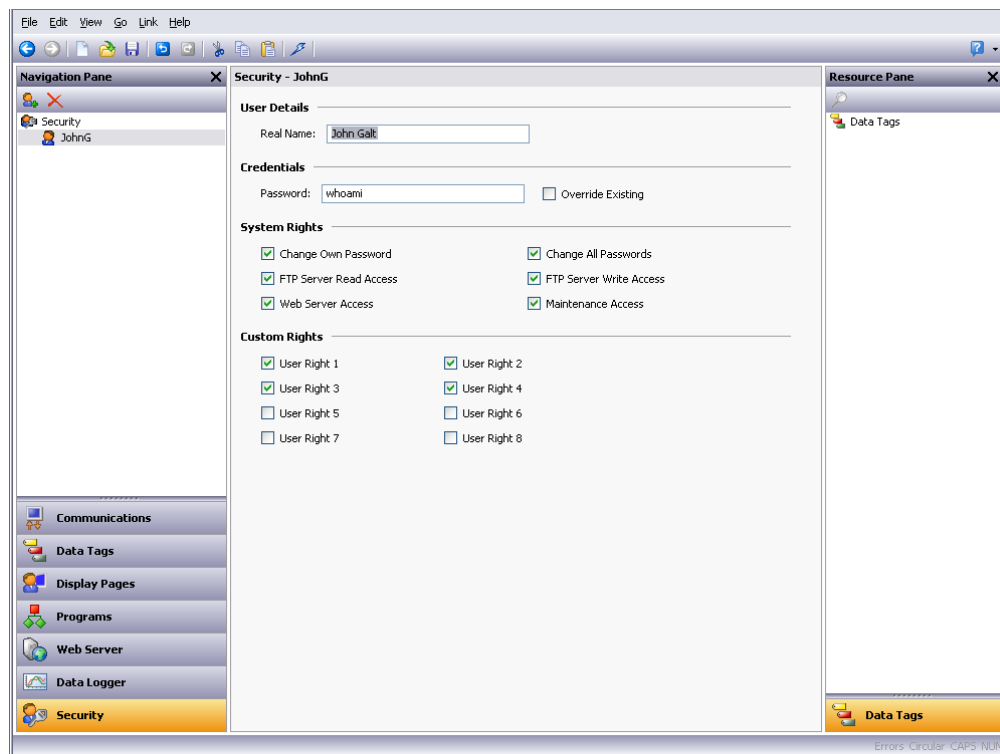 File Edit View Go Link Help
Navigation Pane
Security
JohnG
Communications
Data Tags
Display Pages
Programs
Web Server
Data Logger
Security
Security - JohnG
User Details
Real Name: John Galt
Credentials
Password: whoami Override Existing
System Rights
Change Own Password Change All Passwords
FTP Server Read Access FTP Server Write Access
Web Server Access Maintenance Access
Custom Rights
User Right 1 User Right 2
User Right 3 User Right 4
User Right 5 User Right 6
User Right 7 User Right 8
Resource Pane
Data Tags
Data Tags
Errors Circular CAPS NUM